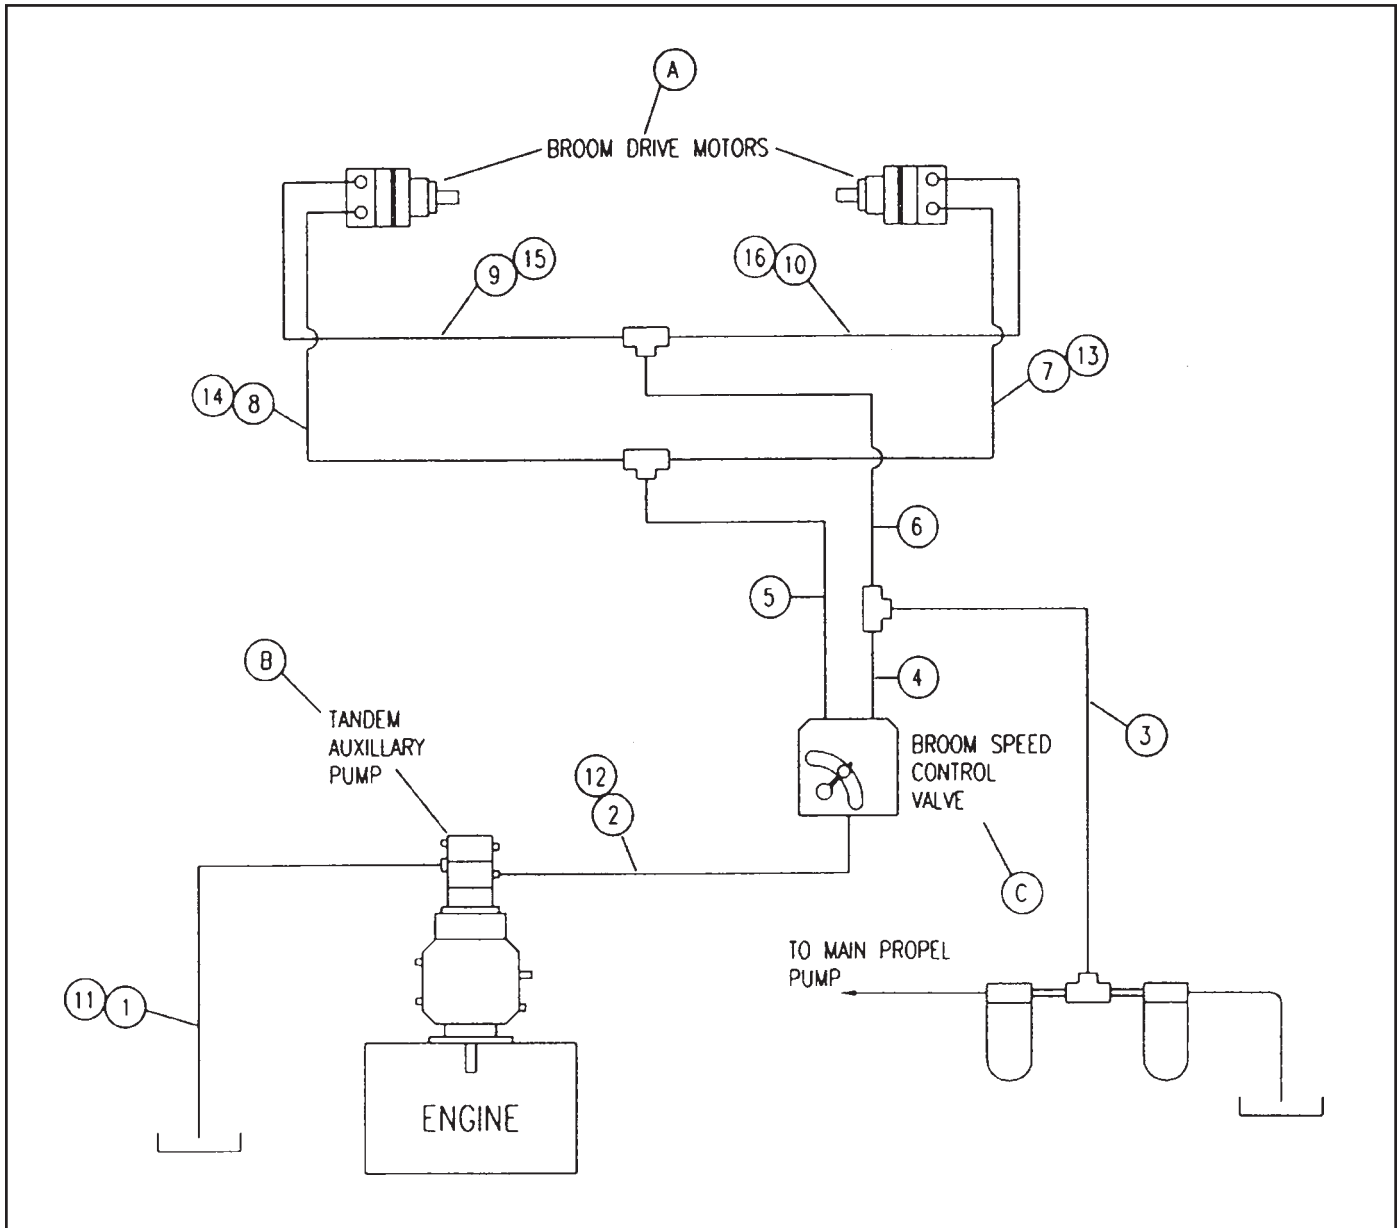 A
BROOM DRIVE MOTORS
15
9
16
10
14
8
7
13
6
5
B
4
TANDEM
AUXILLARY
PUMP
3
BROOM SPEED
CONTROL
VALVE
12
2
C
TO MAIN PROPEL
PUMP
11
1
ENGINE